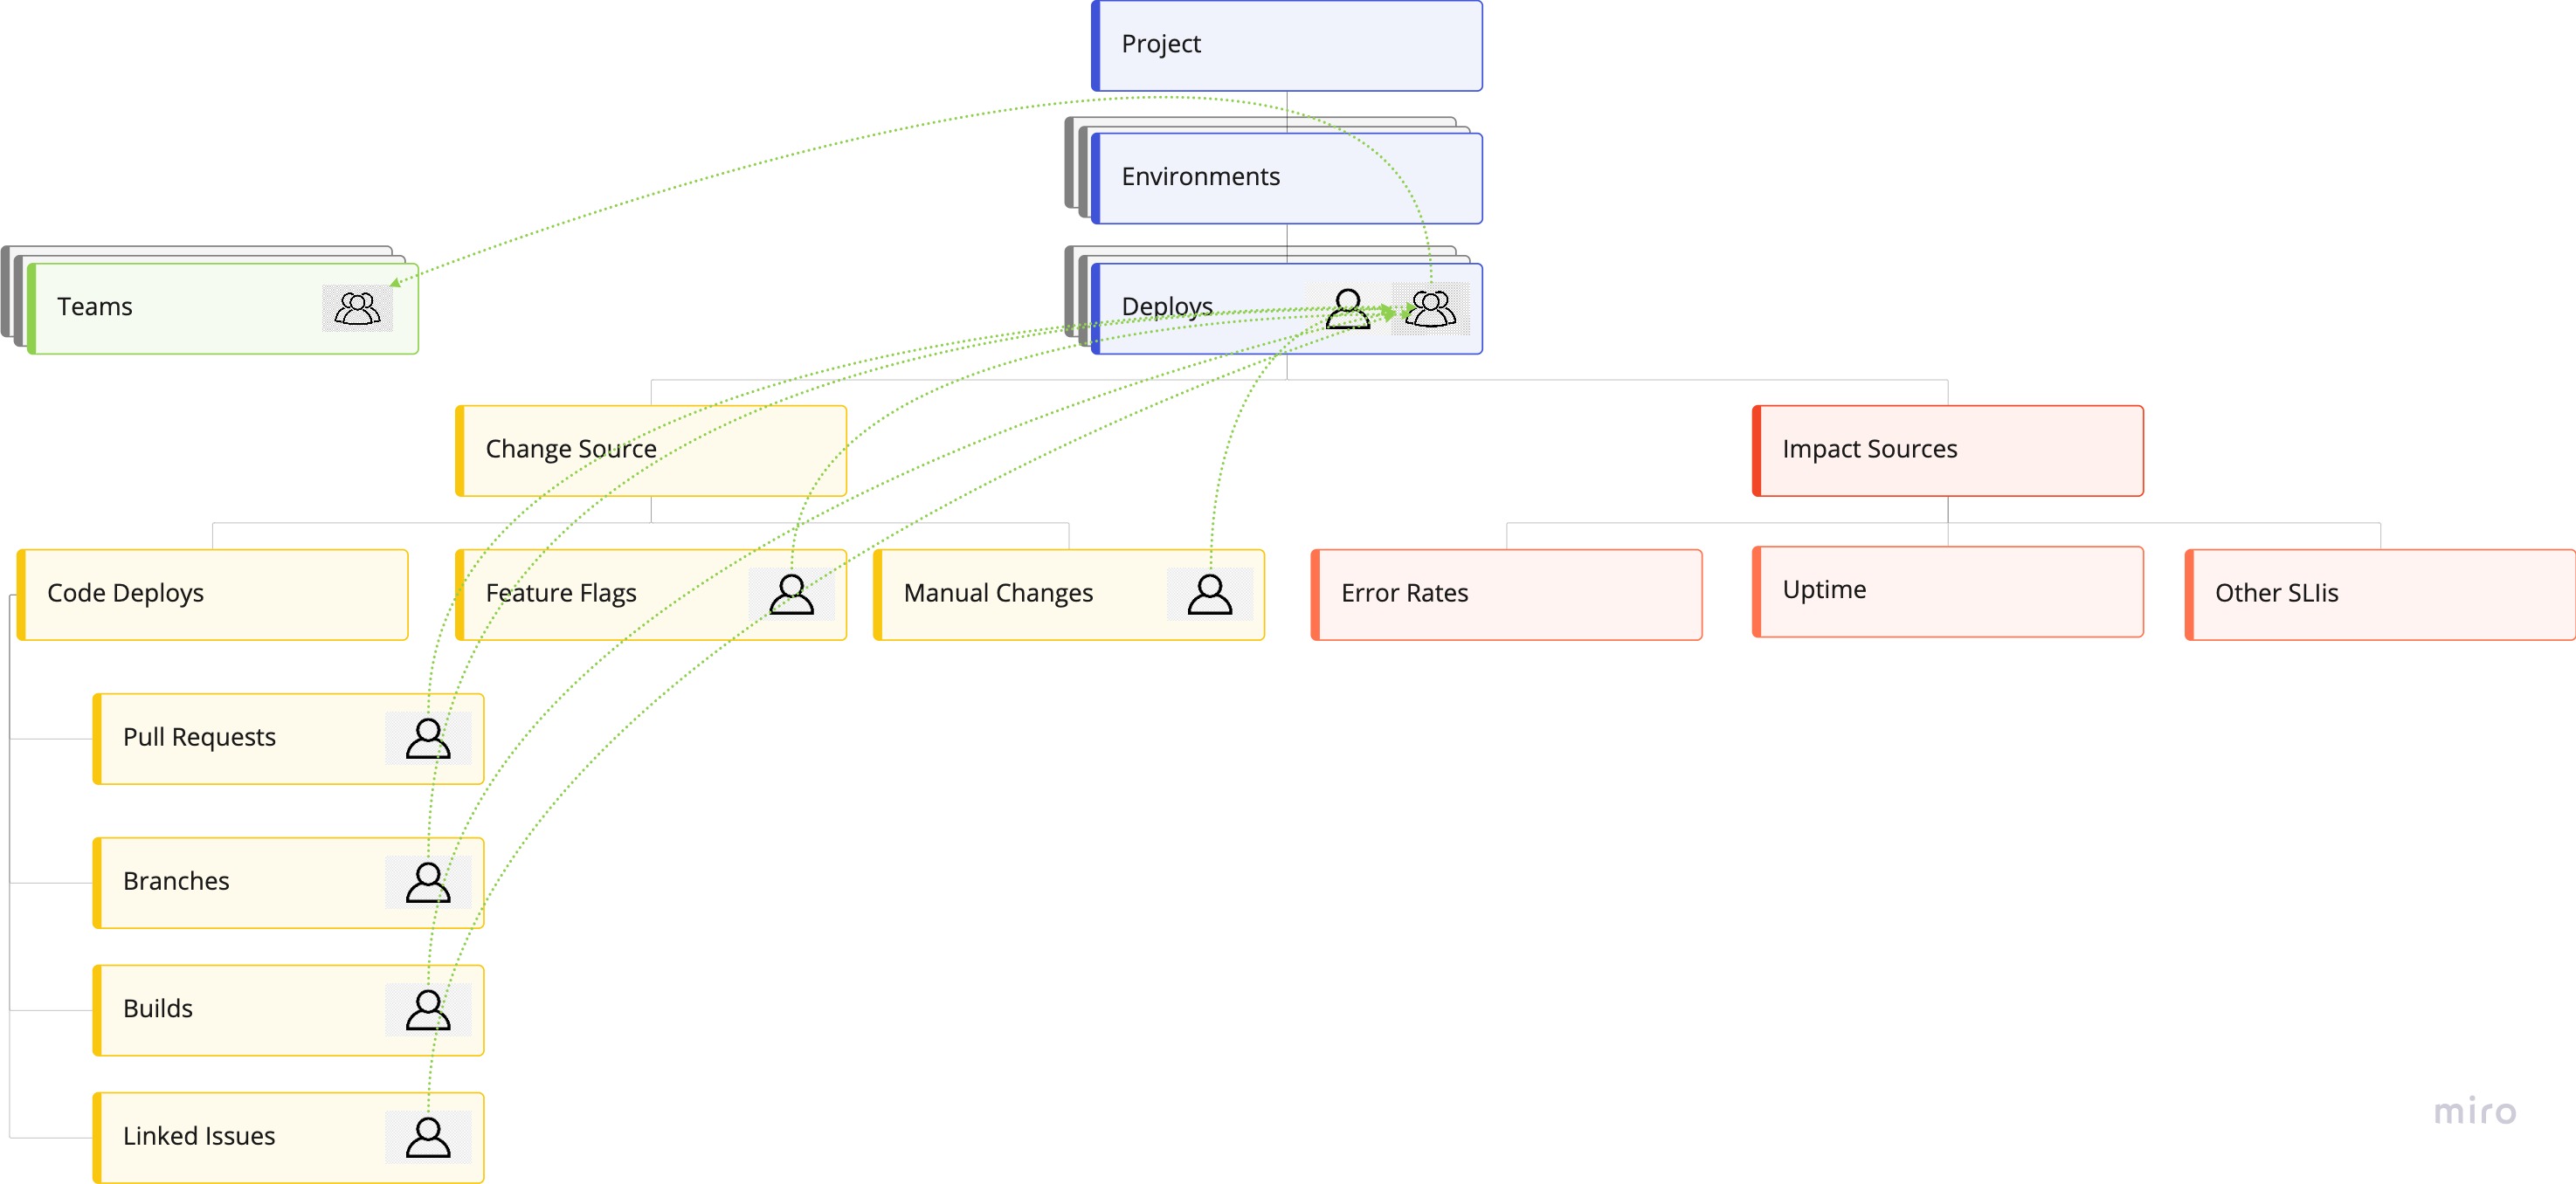 Project
Environments
Teams
Deploys
Change Source
Impact Sources
Code Deploys
Feature Flags
Manual Changes
Error Rates
Uptime
Other SLIis
Pull Requests
Branches
Builds
Linked Issues
miro